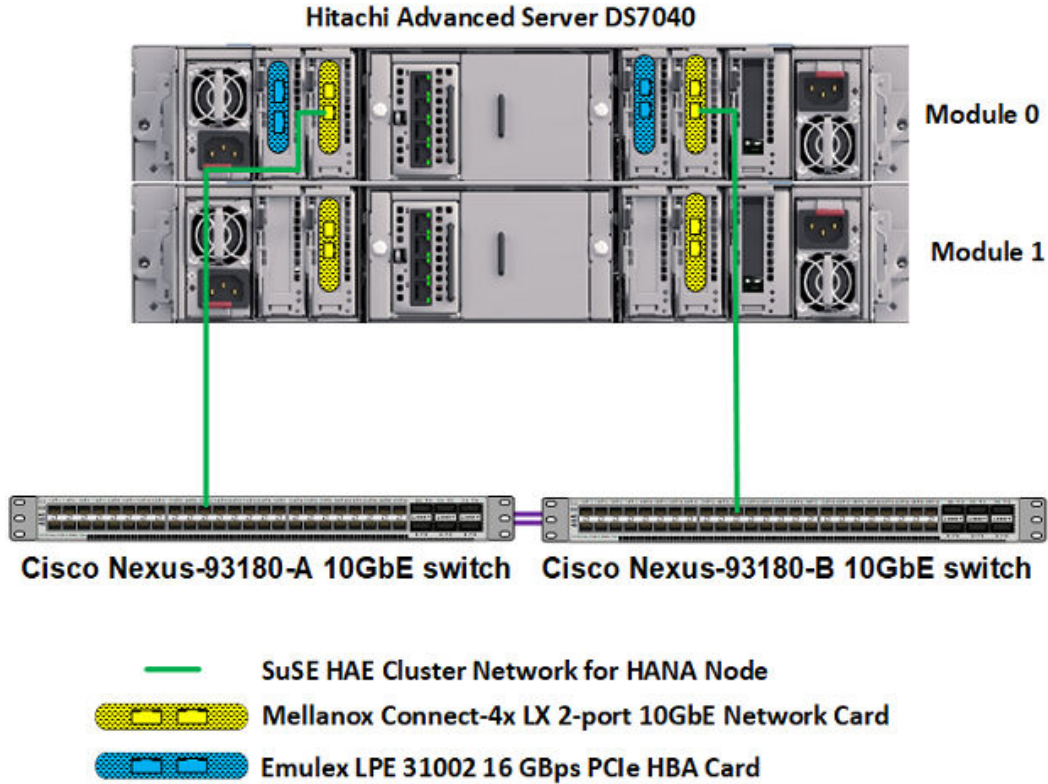 Hitachi Advanced Server DS7040
Module 0
Module 1
Cisco Nexus-93180-A 10GbE switch
Cisco Nexus-93180-B 10GbE switch
SuSE HAE Cluster Network for HANA Node
Mellanox Connect-4x LX 2-port 10GbE Network Card
Emulex LPE 31002 16 GBps PCIe HBA Card